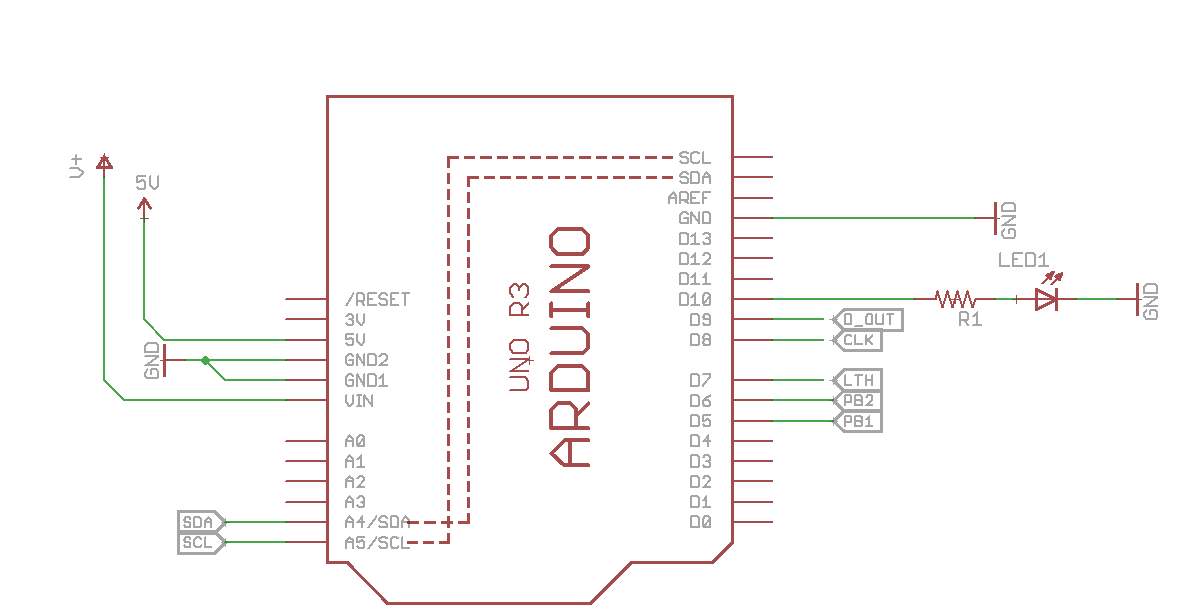 V+
5V
GND
/RESET
3V
5V
GND2
GND1
VIN
A0
A1
A2
A3
A4/SDA
A5/SCL
SDA
SCL
UNO R3
ARDUINO
SCL
SDA
AREF
GND
D13
D12
D11
D10
D9
D8
D7
D6
D5
D4
D3
D2
D1
D0
GND
LED1
R1
GND
D_OUT
CLK
LTH
PB2
PB1